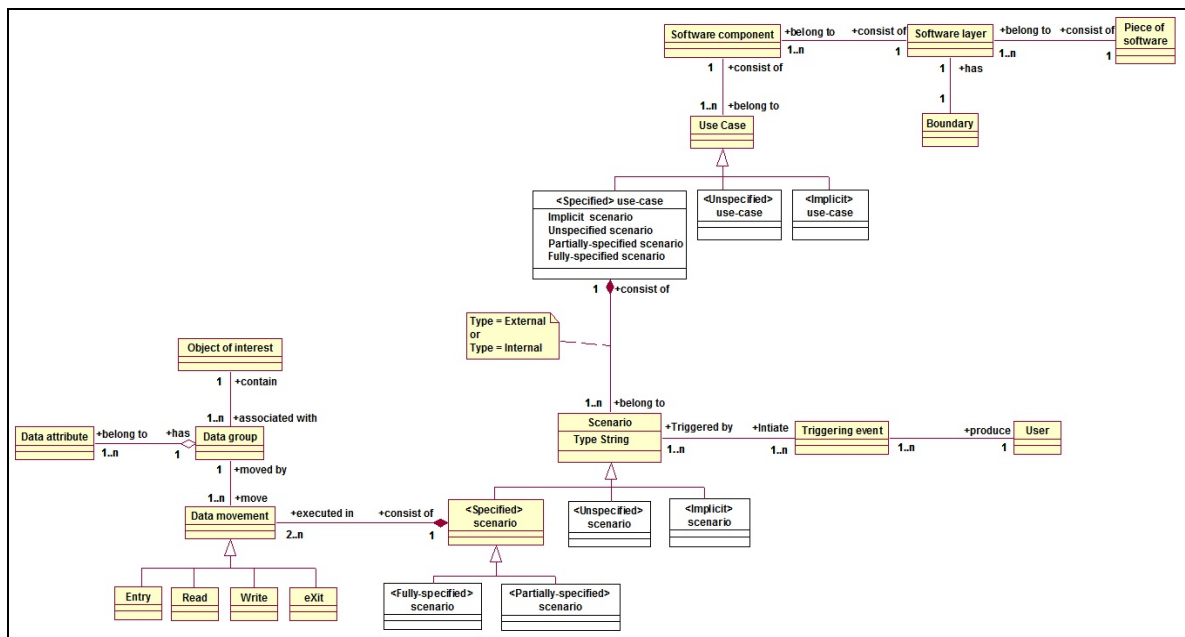 Software component
+belong to
+consist of
Software layer
+belong to
+consist of
Piece of
software
1..n
1
1..n
1
1
+consist of
1
+has
1..n
+belong to
1
Use Case
Boundary
<Specified> use-case
Implicit scenario
Unspecified scenario
Partially-specified scenario
Fully-specified scenario
<Unspecified>
use-case
<Implicit>
use-case
1
+consist of
Type = External
or
Type = Internal
1..n
+belong to
Object of interest
1
+contain
1..n
+associated with
Data attribute
+belong to
+has
Data group
1..n
1
1
+moved by
1..n
+move
Scenario
Type String
+Triggered by
+Intiate
Triggering event
+produce
User
1..n
1..n
1..n
1
Data movement
+executed in
+consist of
2..n
1
<Specified>
scenario
<Unspecified>
scenario
<Implicit>
scenario
Entry
Read
Write
eXit
<Fully-specified>
scenario
<Partially-specified>
scenario